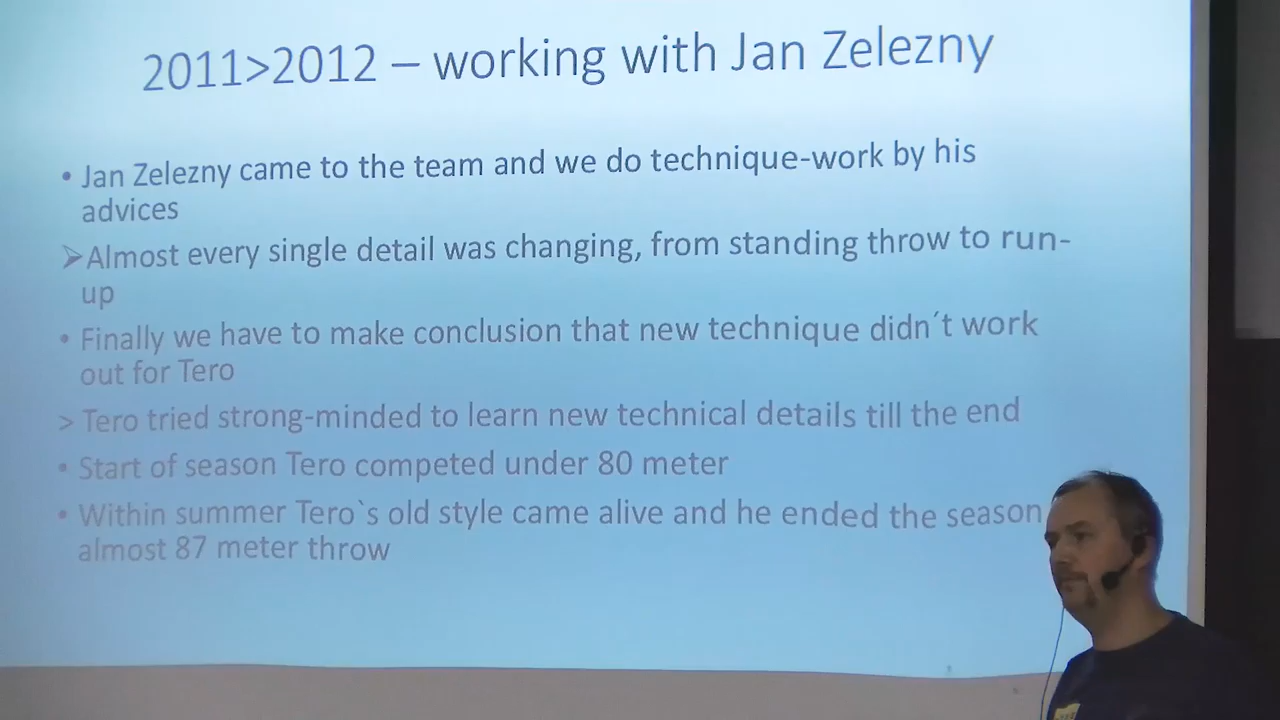 2011>2012 – working with Jan Zelezny
• Jan Zelezny came to the team and we do technique-work by his
advices
➢Almost every single detail was changing, from standing throw to run-
up
• Finally we have to make conclusion that new technique didn´t work
out for Tero
> Tero tried strong-minded to learn new technical details till the end
• Start of season Tero competed under 80 meter
• Within summer Tero`s old style came alive and he ended the season
almost 87 meter throw